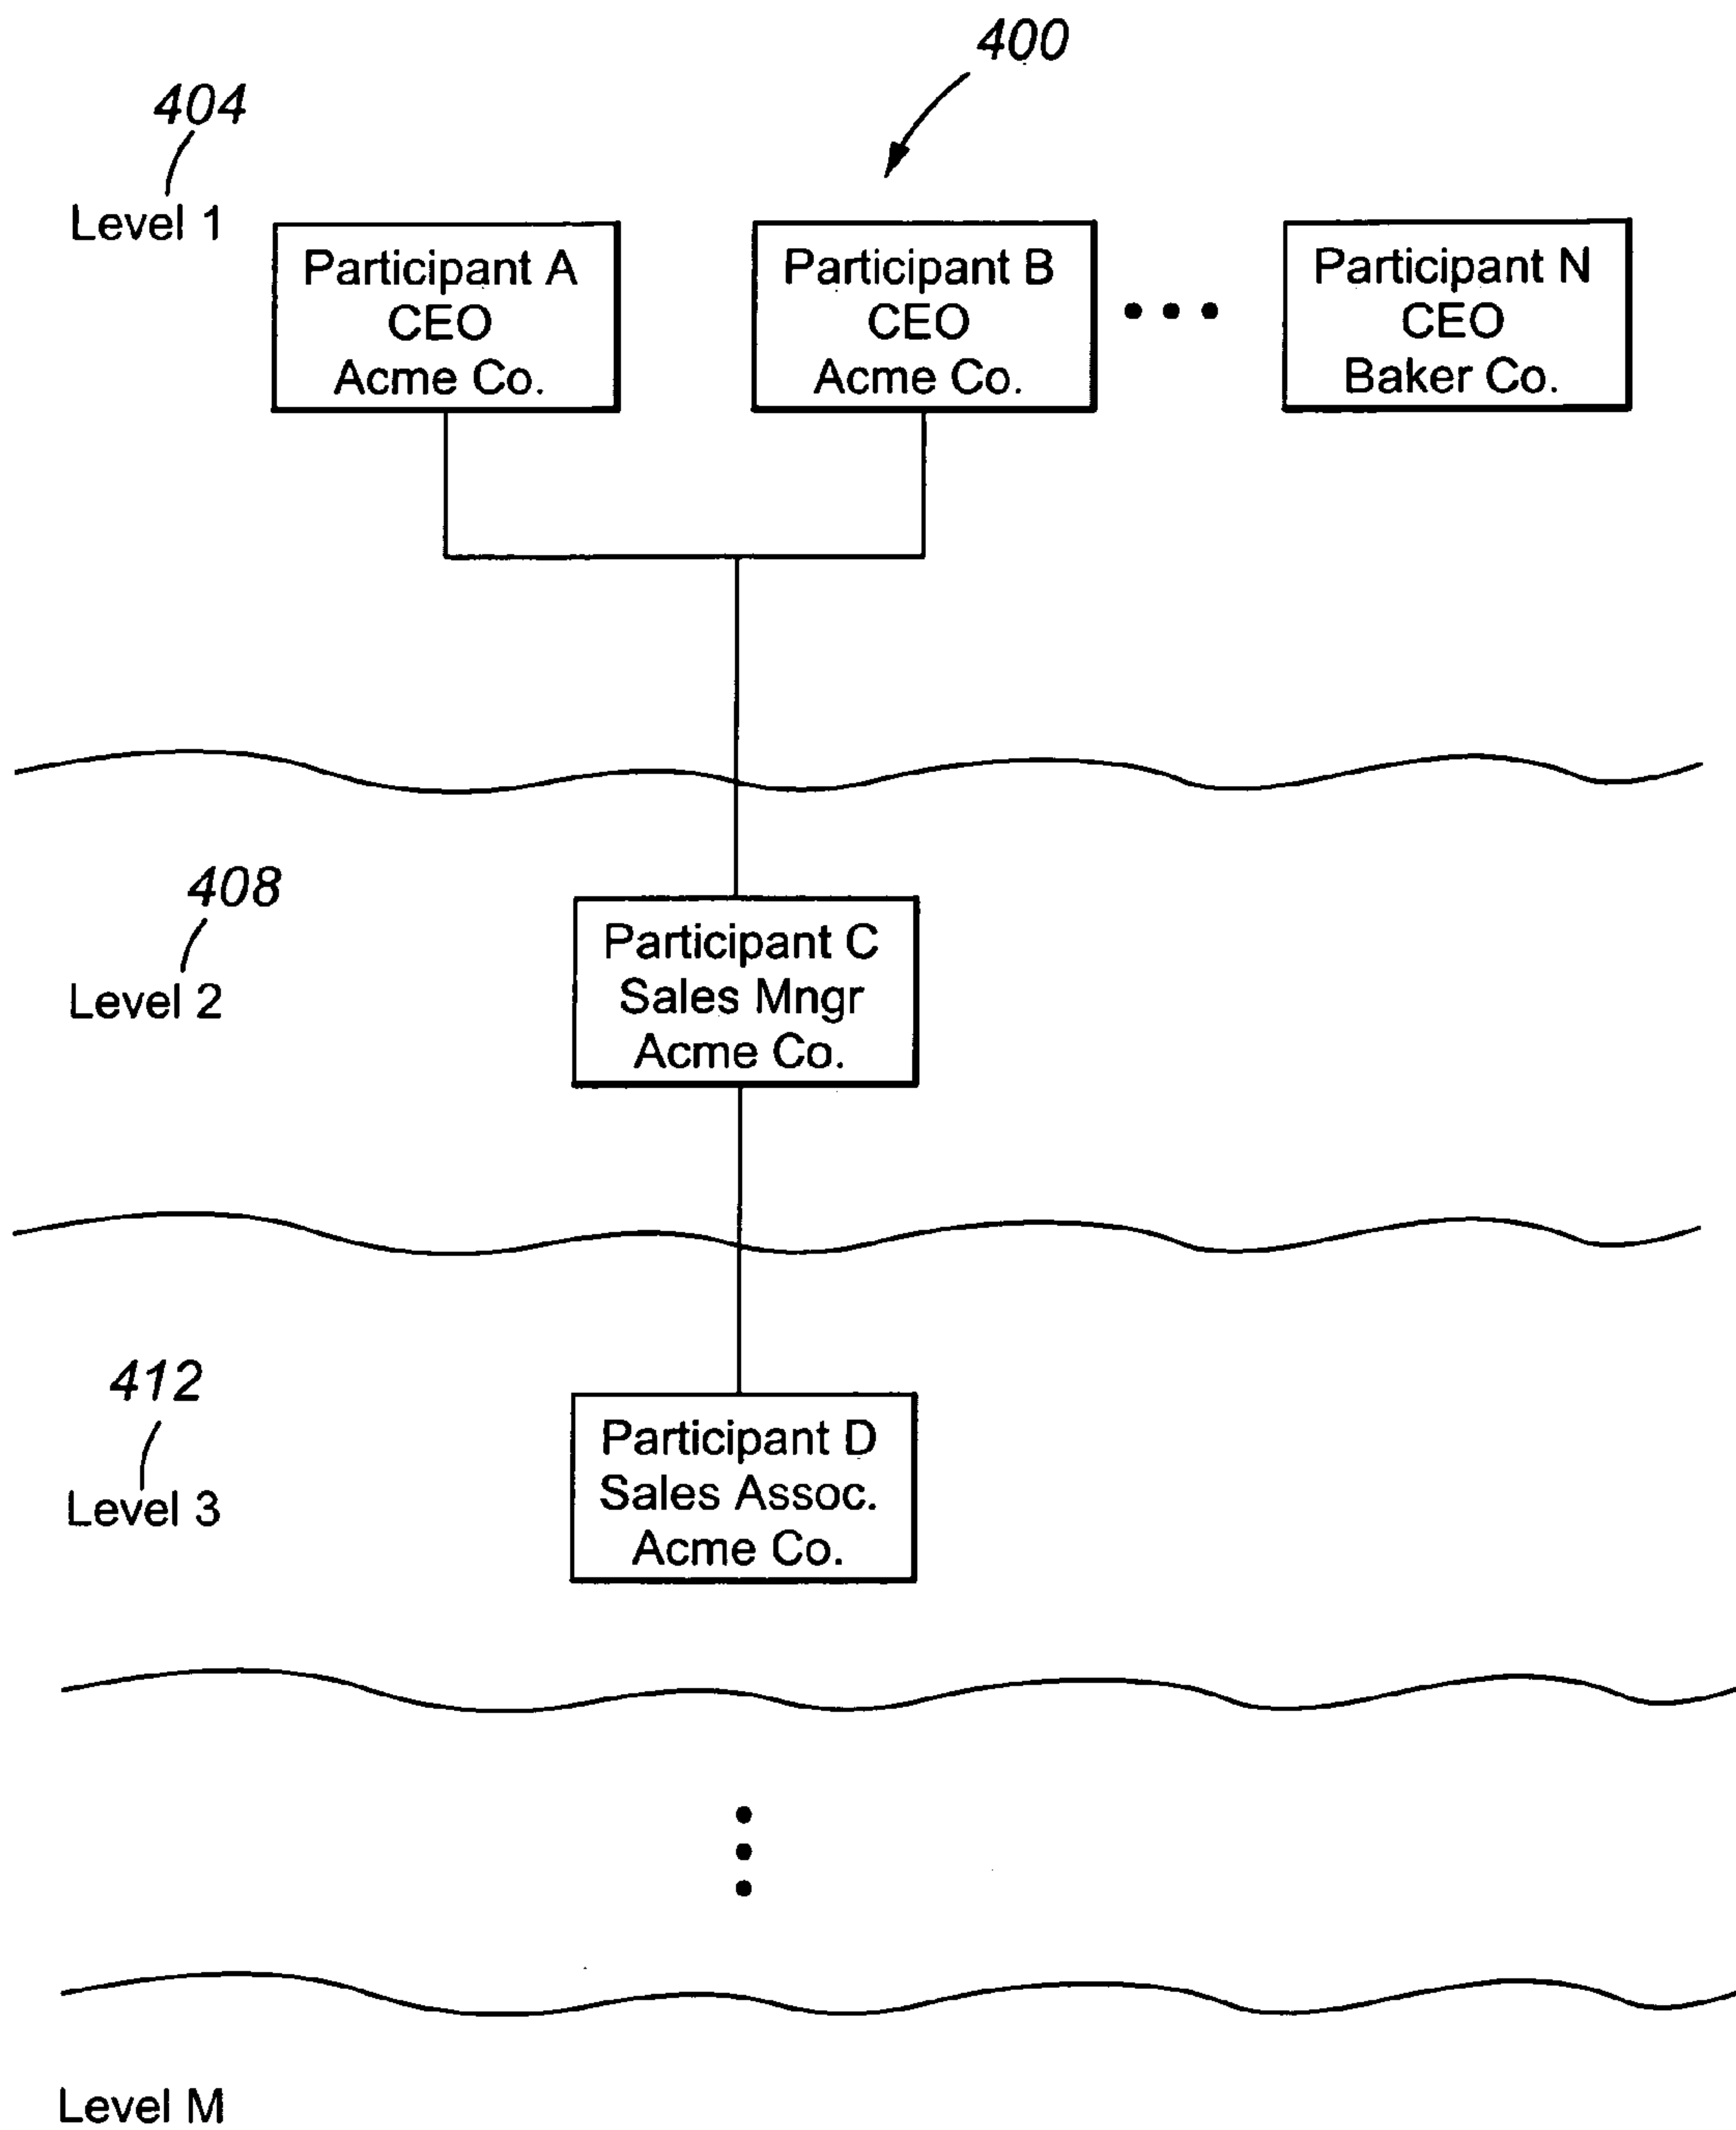 400
404
Level 1
Participant A
CEO
Acme Co.
Participant B
CEO
Acme Co.
Participant N
CEO
Baker Co.
408
Level 2
Participant C
Sales Mngr
Acme Co.
412
Level 3
Participant D
Sales Assoc.
Acme Co.
Level M